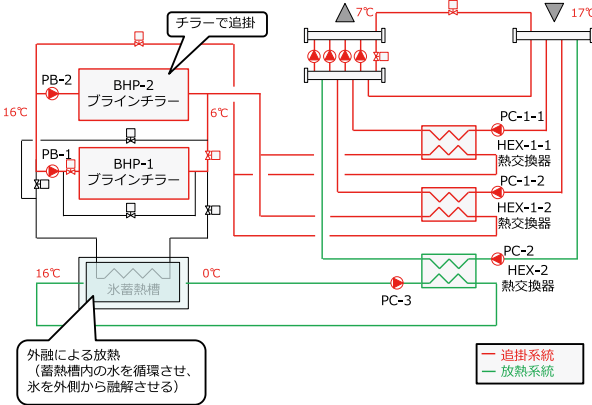 チラーで追掛
7℃
17℃
PB-2
BHP-2
ブラインチラー
16℃
6℃
PC-1-1
HEX-1-1
熱交換器
PB-1
BHP-1
ブラインチラー
PC-1-2
HEX-1-2
熱交換器
PC-2
HEX-2
熱交換器
16℃
0℃
氷蓄熱槽
PC-3
外融による放熱
(蓄熱槽内の水を循環させ、
氷を外側から融解させる)
追掛系統
放熱系統